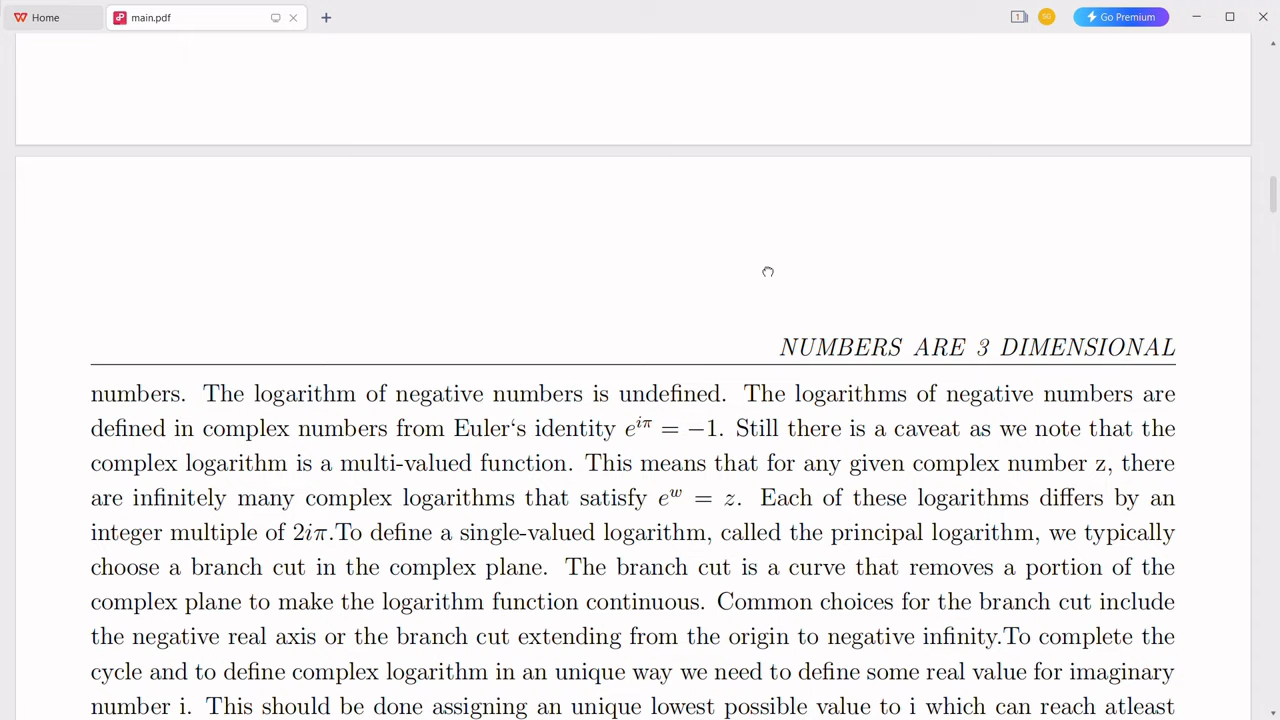 Home
main.pdf
1
SG
Go Premium
NUMBERS ARE 3 DIMENSIONAL
numbers. The logarithm of negative numbers is undefined. The logarithms of negative numbers are
defined in complex numbers from Euler‘s identity e^{iπ} = −1. Still there is a caveat as we note that the
complex logarithm is a multi-valued function. This means that for any given complex number z, there
are infinitely many complex logarithms that satisfy e^w = z. Each of these logarithms differs by an
integer multiple of 2iπ.To define a single-valued logarithm, called the principal logarithm, we typically
choose a branch cut in the complex plane. The branch cut is a curve that removes a portion of the
complex plane to make the logarithm function continuous. Common choices for the branch cut include
the negative real axis or the branch cut extending from the origin to negative infinity.To complete the
cycle and to define complex logarithm in an unique way we need to define some real value for imaginary
number i. This should be done assigning an unique lowest possible value to i which can reach atleast